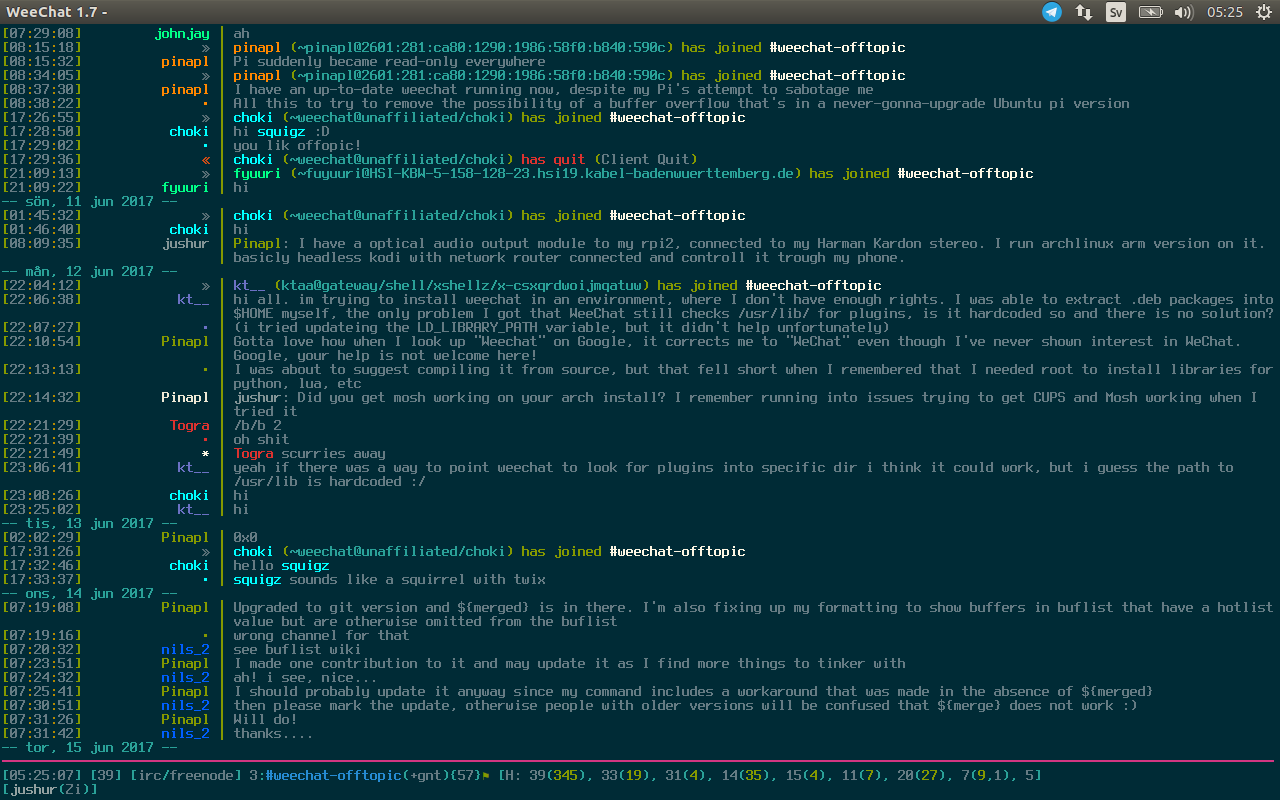 WeeChat 1.7 -
Sv
05:25
[07:29:08] johnjay | ah
[08:15:18] » | pinapl (~pinapl@2601:281:ca80:1290:1986:58f0:b840:590c) has joined #weechat-offtopic
[08:15:32] pinapl | Pi suddenly became read-only everywhere
[08:34:05] » | pinapl (~pinapl@2601:281:ca80:1290:1986:58f0:b840:590c) has joined #weechat-offtopic
[08:37:30] pinapl | I have an up-to-date weechat running now, despite my Pi's attempt to sabotage me
[08:38:22] · | All this to try to remove the possibility of a buffer overflow that's in a never-gonna-upgrade Ubuntu pi version
[17:26:55] » | choki (~weechat@unaffiliated/choki) has joined #weechat-offtopic
[17:28:50] choki | hi squigz :D
[17:29:02] · | you lik offopic!
[17:29:36] « | choki (~weechat@unaffiliated/choki) has quit (Client Quit)
[21:09:13] » | fyuuri (~fuyuuri@HSI-KBW-5-158-128-23.hsi19.kabel-badenwuerttemberg.de) has joined #weechat-offtopic
[21:09:22] fyuuri | hi
-- sön, 11 jun 2017 --
[01:45:32] » | choki (~weechat@unaffiliated/choki) has joined #weechat-offtopic
[01:46:40] choki | hi
[08:09:35] jushur | Pinapl: I have a optical audio output module to my rpi2, connected to my Harman Kardon stereo. I run archlinux arm version on it.
| basicly headless kodi with network router connected and controll it trough my phone.
-- mån, 12 jun 2017 --
[22:04:12] » | kt__ (ktaa@gateway/shell/xshellz/x-csxqrdwoijmqatuw) has joined #weechat-offtopic
[22:06:38] kt__ | hi all. im trying to install weechat in an environment, where I don't have enough rights. I was able to extract .deb packages into
| $HOME myself, the only problem I got that WeeChat still checks /usr/lib/ for plugins, is it hardcoded so and there is no solution?
[22:07:27] · | (i tried updateing the LD_LIBRARY_PATH variable, but it didn't help unfortunately)
[22:10:54] Pinapl | Gotta love how when I look up "Weechat" on Google, it corrects me to "WeChat" even though I've never shown interest in WeChat.
| Google, your help is not welcome here!
[22:13:13] · | I was about to suggest compiling it from source, but that fell short when I remembered that I needed root to install libraries for
| python, lua, etc
[22:14:32] Pinapl | jushur: Did you get mosh working on your arch install? I remember running into issues trying to get CUPS and Mosh working when I
| tried it
[22:21:29] Togra | /b/b 2
[22:21:39] · | oh shit
[22:21:49] * | Togra scurries away
[23:06:41] kt__ | yeah if there was a way to point weechat to look for plugins into specific dir i think it could work, but i guess the path to
| /usr/lib is hardcoded :/
[23:08:26] choki | hi
[23:25:02] kt__ | hi
-- tis, 13 jun 2017 --
[02:02:29] Pinapl | 0x0
[17:31:26] » | choki (~weechat@unaffiliated/choki) has joined #weechat-offtopic
[17:32:46] choki | hello squigz
[17:33:37] · | squigz sounds like a squirrel with twix
-- ons, 14 jun 2017 --
[07:19:08] Pinapl | Upgraded to git version and ${merged} is in there. I'm also fixing up my formatting to show buffers in buflist that have a hotlist
| value but are otherwise omitted from the buflist
[07:19:16] · | wrong channel for that
[07:20:32] nils_2 | see buflist wiki
[07:23:51] Pinapl | I made one contribution to it and may update it as I find more things to tinker with
[07:24:32] nils_2 | ah! i see, nice...
[07:25:41] Pinapl | I should probably update it anyway since my command includes a workaround that was made in the absence of ${merged}
[07:30:51] nils_2 | then please mark the update, otherwise people with older versions will be confused that ${merge} does not work :)
[07:31:26] Pinapl | Will do!
[07:31:42] nils_2 | thanks....
-- tor, 15 jun 2017 --
[05:25:07] [39] [irc/freenode] 3:#weechat-offtopic(+gnt){57} [H: 39(345), 33(19), 31(4), 14(35), 15(4), 11(7), 20(27), 7(9,1), 5]
[jushur(Zi)]